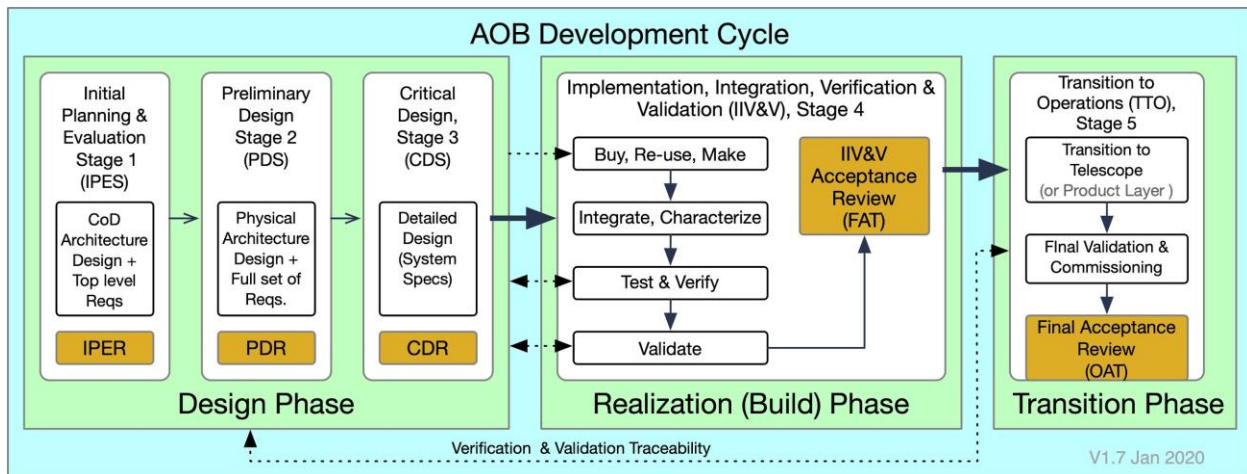 AOB Development Cycle
Initial
Planning &
Evaluation
Stage 1
(IPES)
CoD
Architecture
Design +
Top level
Reqs
IPER
Preliminary
Design
Stage 2
(PDS)
Physical
Architecture
Design +
Full set of
Reqs.
PDR
Critical
Design,
Stage 3
(CDS)
Detailed
Design
(System
Specs)
CDR
Design Phase
Implementation, Integration, Verification &
Validation (IIV&V), Stage 4
Buy, Re-use, Make
Integrate, Characterize
Test & Verify
Validate
IIV&V
Acceptance
Review
(FAT)
Realization (Build) Phase
Transition to
Operations (TTO),
Stage 5
Transition to
Telescope
(or Product Layer )
FInal Validation &
Commissioning
Final Acceptance
Review
(OAT)
Transition Phase
Verification & Validation Traceability
V1.7 Jan 2020